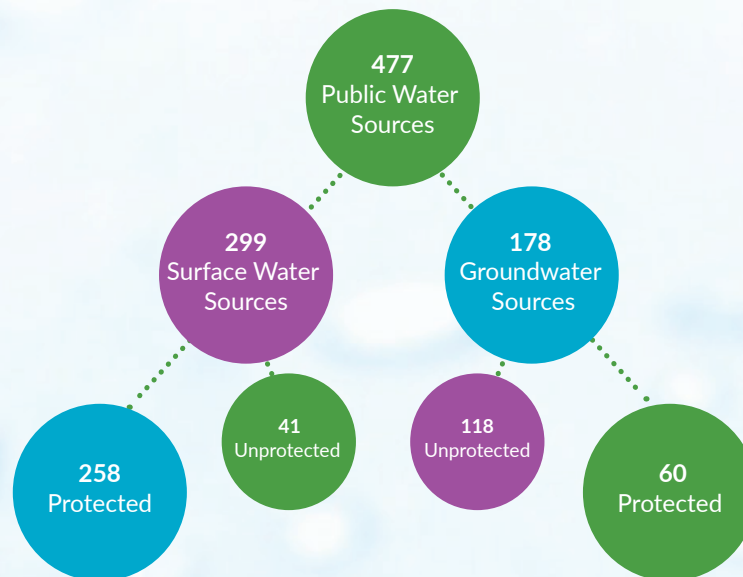 477
Public Water
Sources
299
Surface Water
Sources
178
Groundwater
Sources
258
Protected
41
Unprotected
118
Unprotected
60
Protected